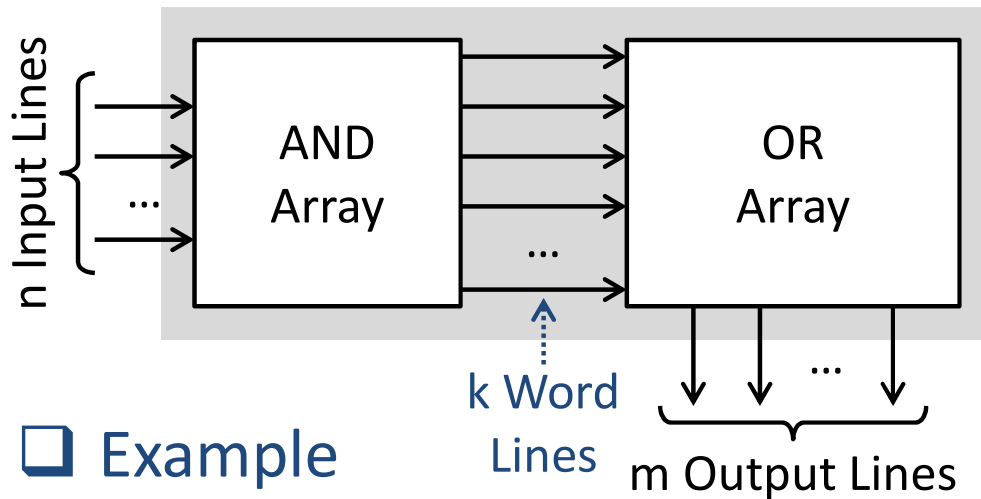 n Input Lines
...
AND
Array
...
OR
Array
...
k Word
Lines
m Output Lines
Example